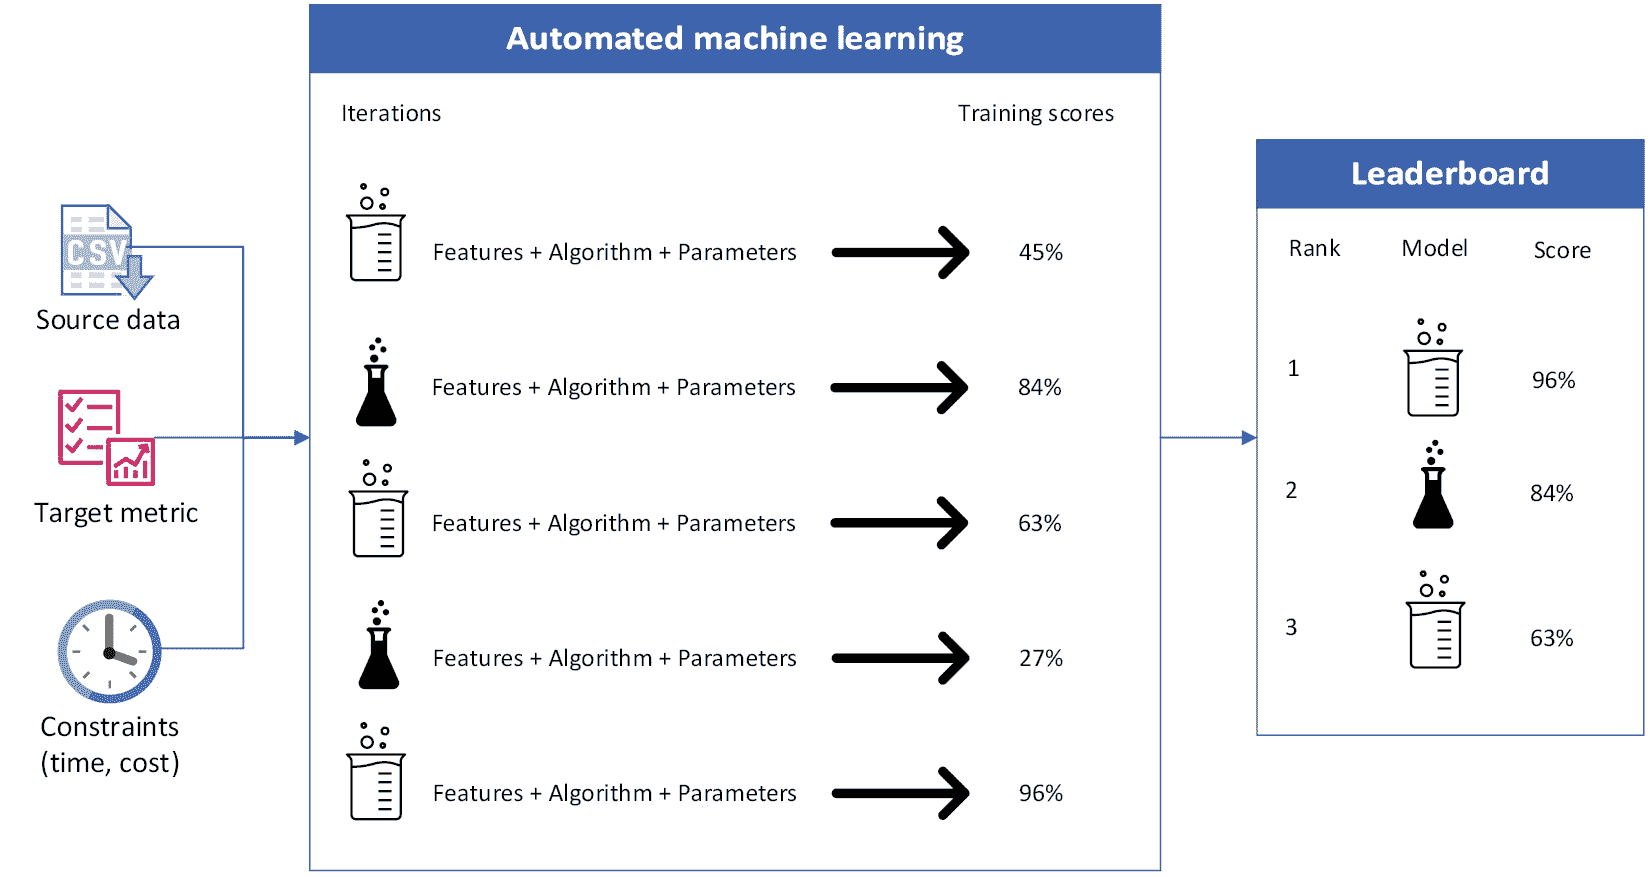 Automated machine learning
Iterations
Training scores
Features + Algorithm + Parameters
45%
Features + Algorithm + Parameters
84%
Features + Algorithm + Parameters
63%
Features + Algorithm + Parameters
27%
Features + Algorithm + Parameters
96%
CSV
Source data
Target metric
Constraints
(time, cost)
Leaderboard
Rank Model Score
1 96%
2 84%
3 63%